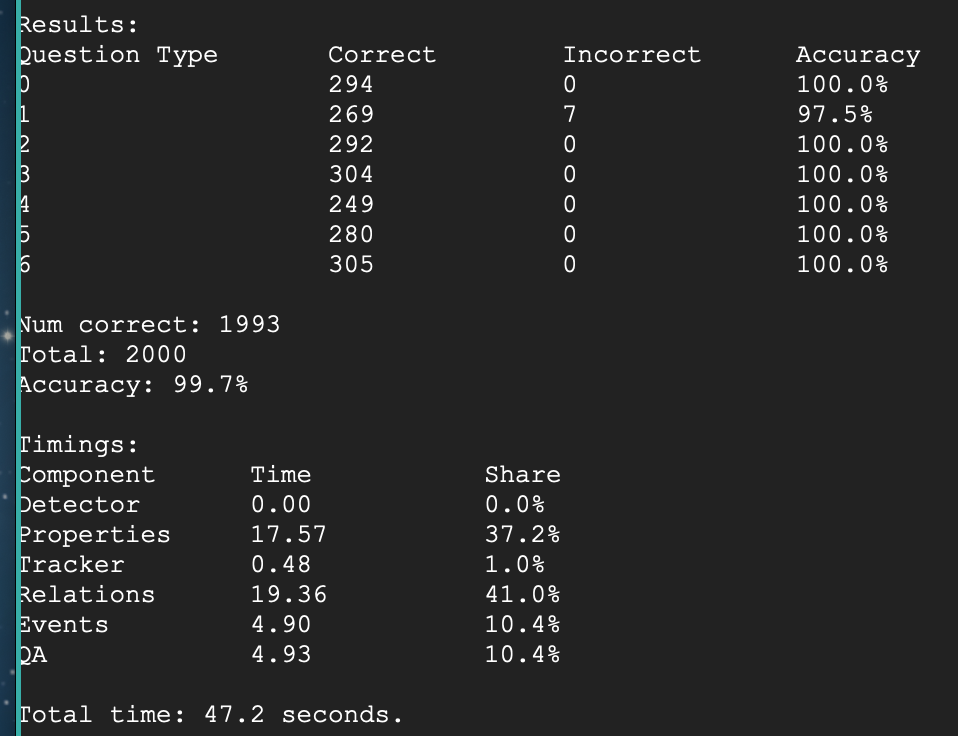 Results:
Question Type Correct Incorrect Accuracy
0 294 0 100.0%
1 269 7 97.5%
2 292 0 100.0%
3 304 0 100.0%
4 249 0 100.0%
5 280 0 100.0%
6 305 0 100.0%
Num correct: 1993
Total: 2000
Accuracy: 99.7%
Timings:
Component Time Share
Detector 0.00 0.0%
Properties 17.57 37.2%
Tracker 0.48 1.0%
Relations 19.36 41.0%
Events 4.90 10.4%
QA 4.93 10.4%
Total time: 47.2 seconds.